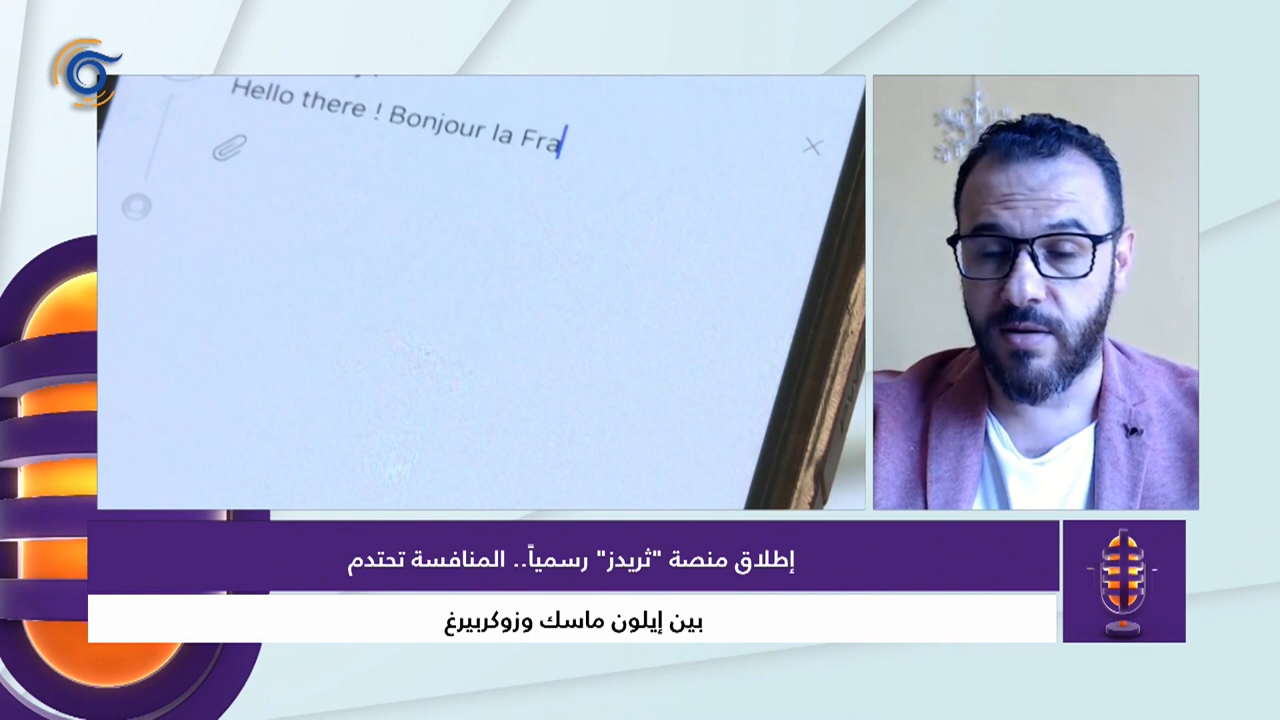 Hello there ! Bonjour la Fra
إطلاق منصة "ثريدز" رسمياً.. المنافسة تحتدم
بين إيلون ماسك وزوكربيرغ